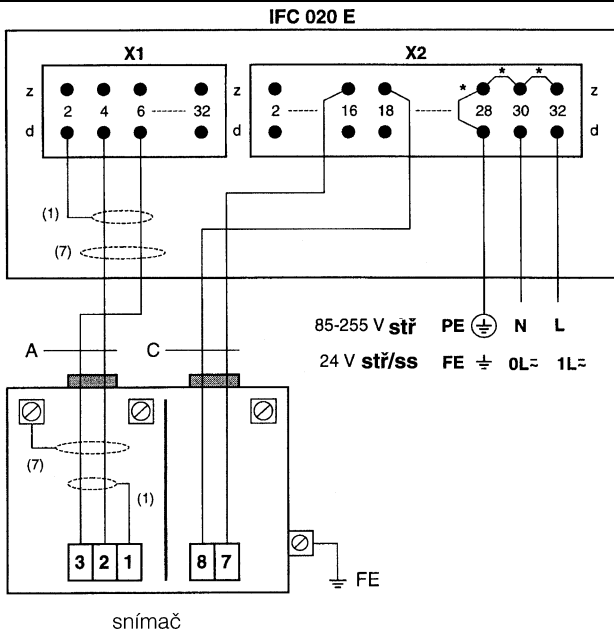 IFC 020 E
X1 X2
z z z
* * *
2 4 6 32 2 16 18 28 30 32
d d d
(1)
(7)
85-255 V stř PE N L
24 V stř/ss FE 0L≂ 1L≂
A C
(7)
(1)
3 2 1 8 7
FE
snímač